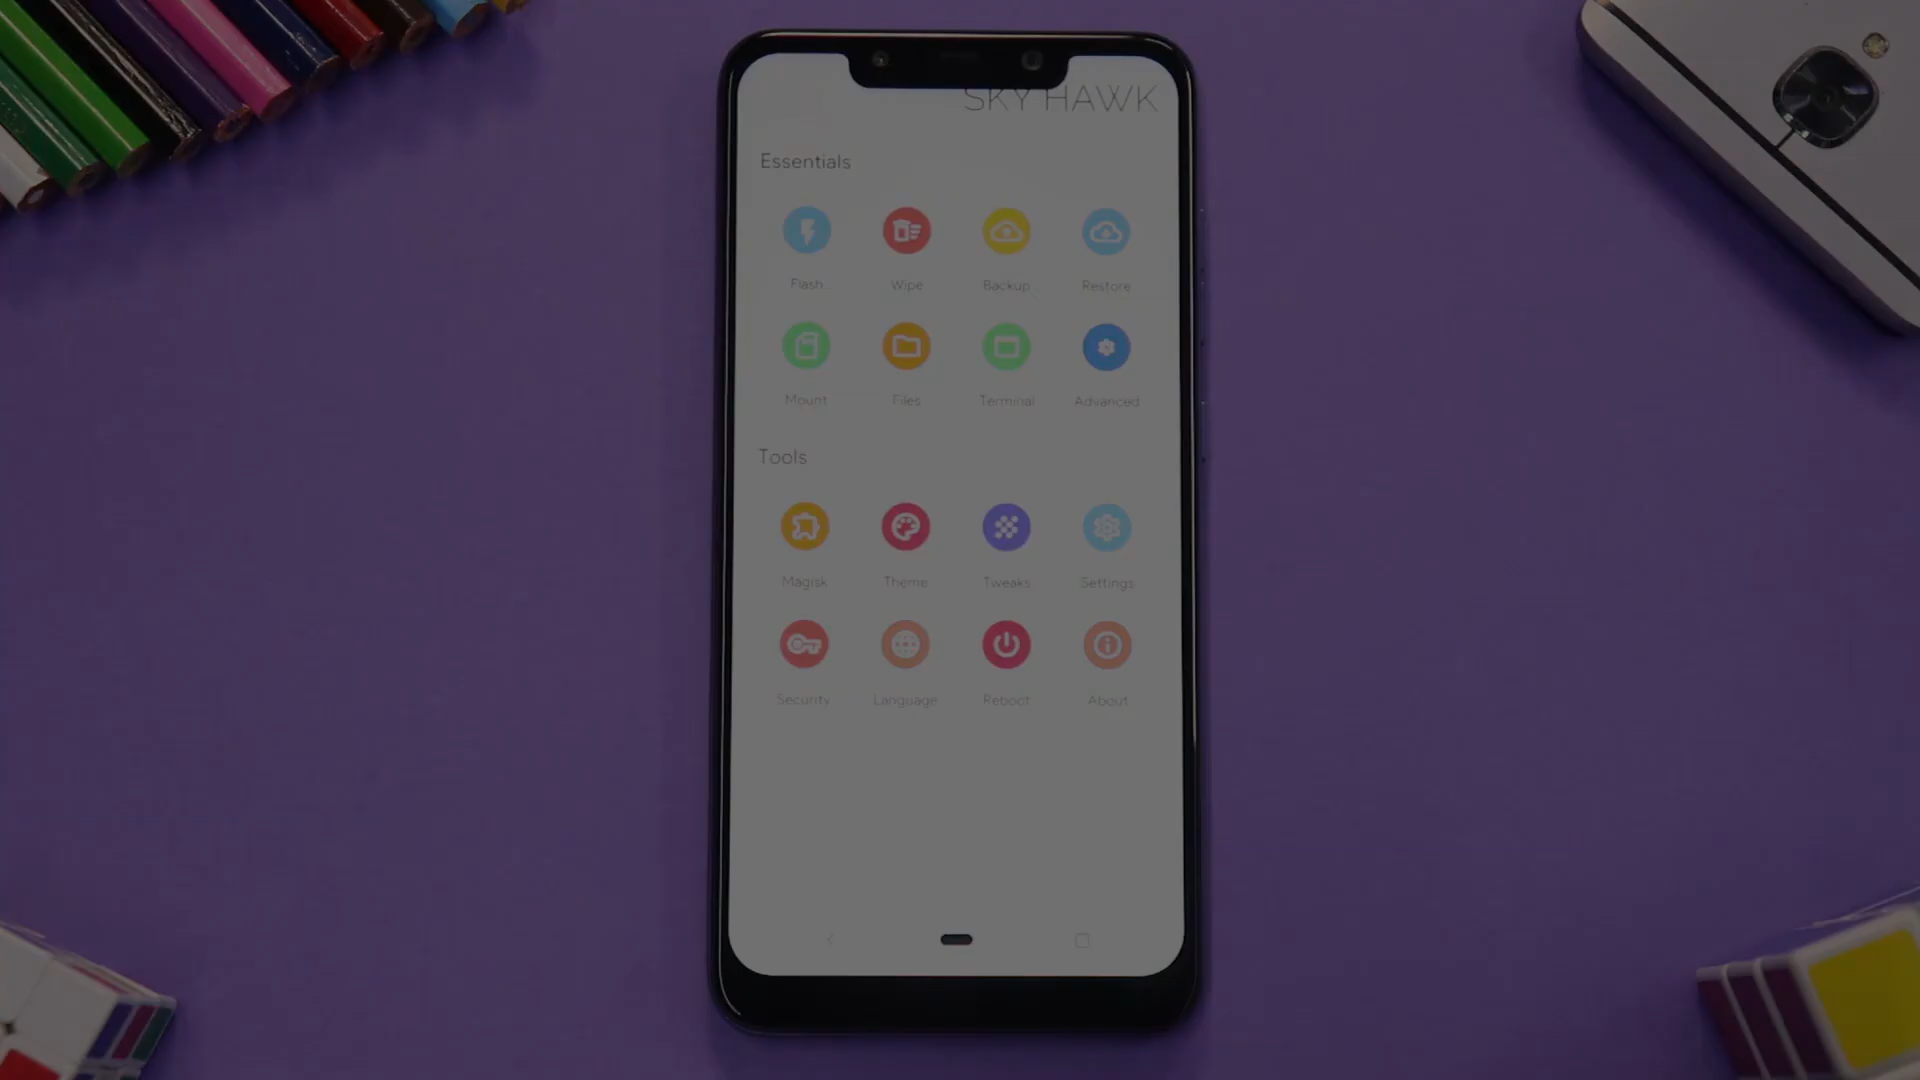 SKY HAWK
Essentials
Flash Wipe Backup Restore
Mount Files Terminal Advanced
Tools
Magisk Theme Tweaks Settings
Security Language Reboot About